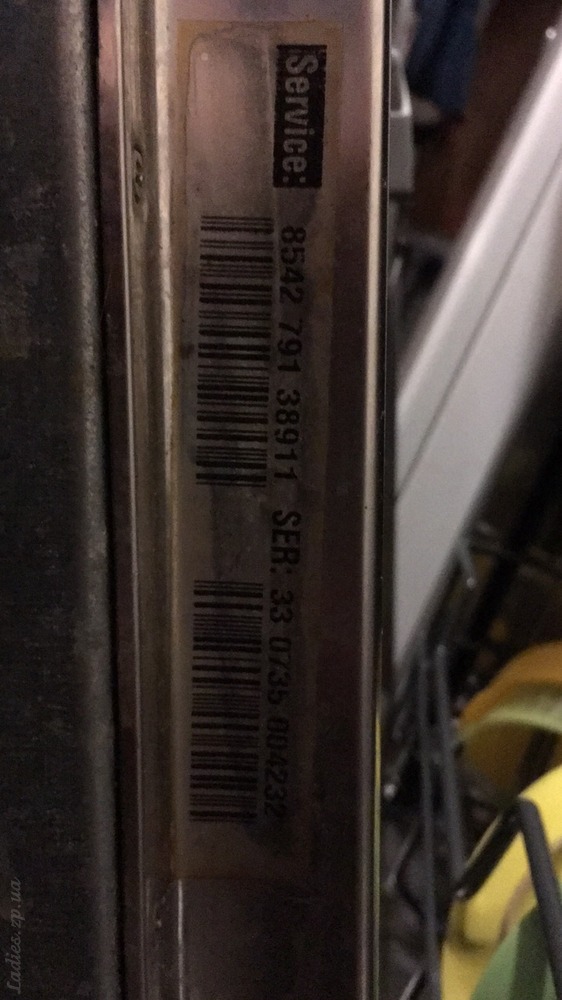 Service: 8542 791 38911 SER: 33 0735 004232
Ladies.zp.ua